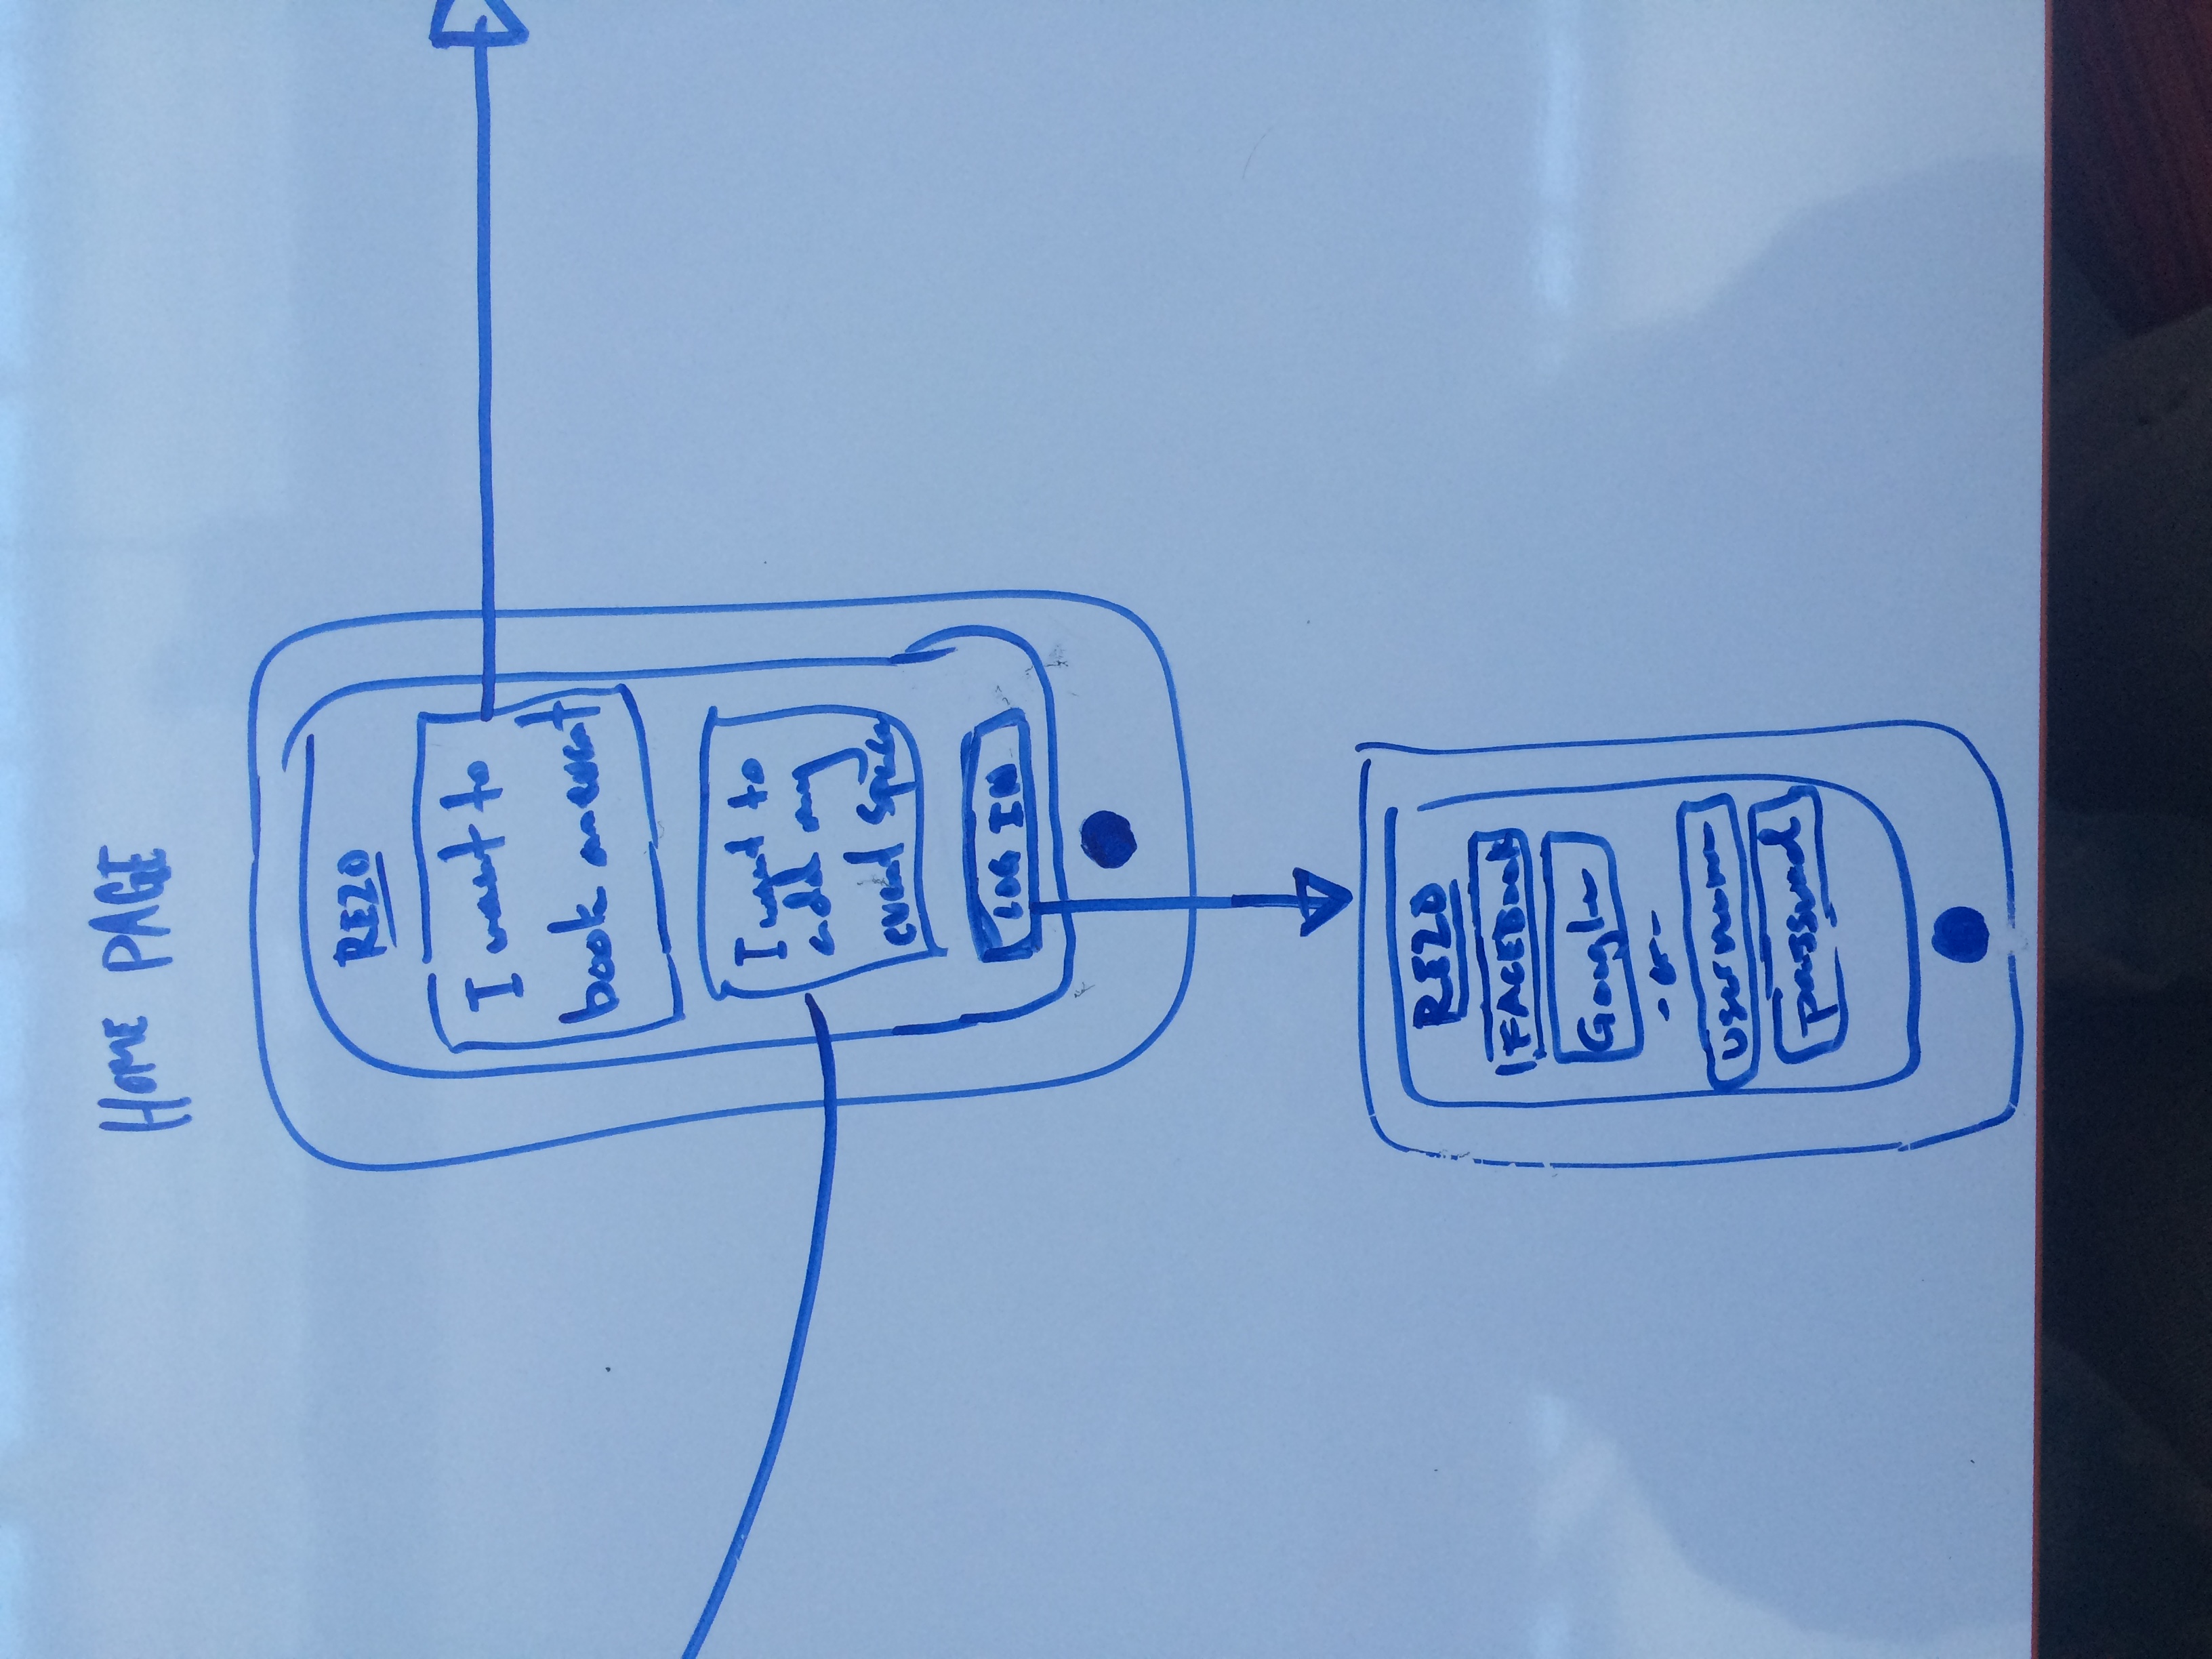 HOME PAGE
REZO
I want to
book an event
I want to
add my
event space
LOG IN
REZO
FACEBook
Google
- or -
username
password